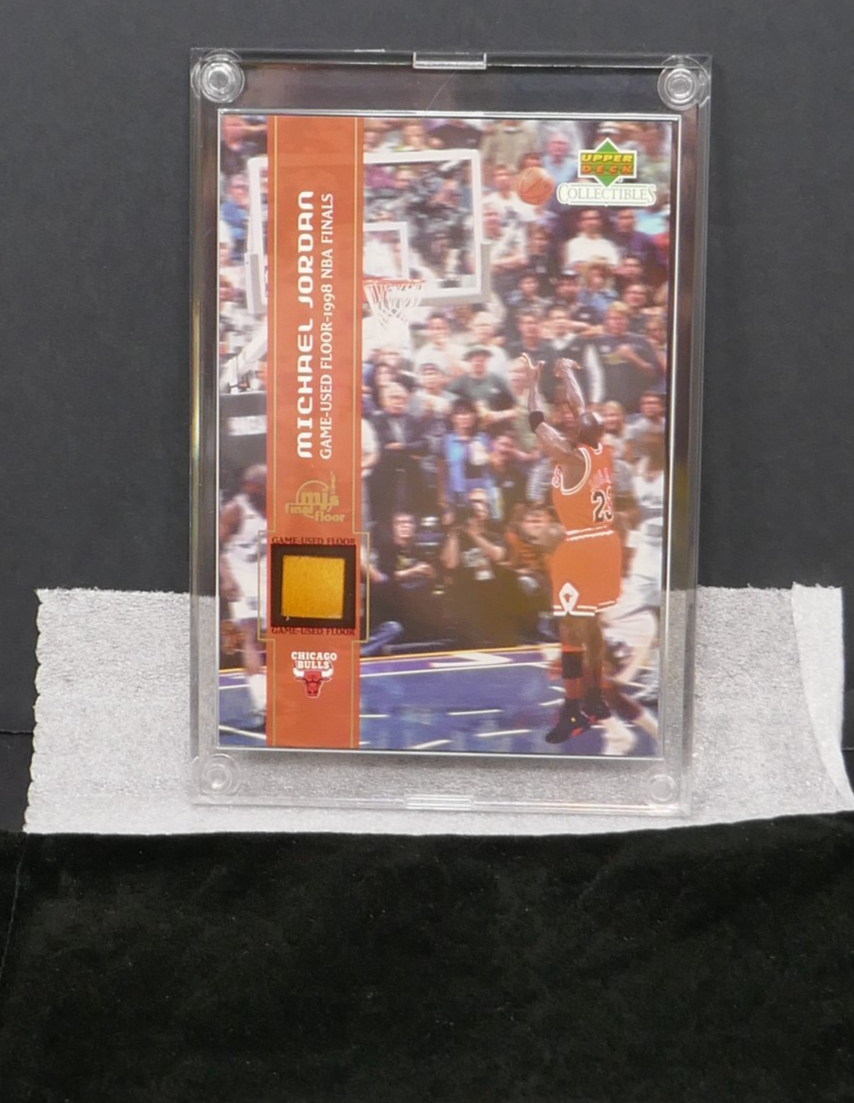 UPPER
DECK
COLLECTIBLES
MICHAEL JORDAN
GAME-USED FLOOR-1998 NBA FINALS
mj's
final
floor
GAME-USED FLOOR
GAME-USED FLOOR
CHICAGO
BULLS
23